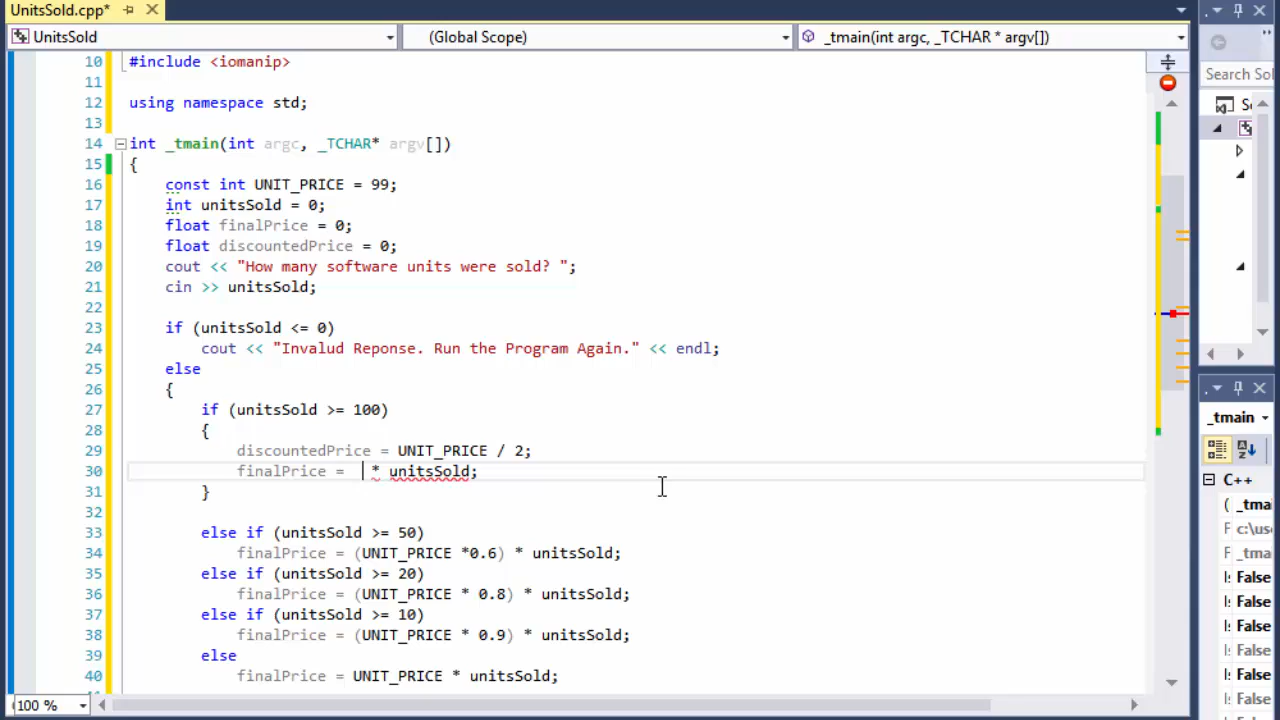 UnitsSold.cpp*
UnitsSold
(Global Scope)
_tmain(int argc, _TCHAR * argv[])
10 #include <iomanip>
11
12 using namespace std;
13
14 int _tmain(int argc, _TCHAR* argv[])
15 {
16 const int UNIT_PRICE = 99;
17 int unitsSold = 0;
18 float finalPrice = 0;
19 float discountedPrice = 0;
20 cout << "How many software units were sold? ";
21 cin >> unitsSold;
22
23 if (unitsSold <= 0)
24 cout << "Invalud Reponse. Run the Program Again." << endl;
25 else
26 {
27 if (unitsSold >= 100)
28 {
29 discountedPrice = UNIT_PRICE / 2;
30 finalPrice =  * unitsSold;
31 }
32
33 else if (unitsSold >= 50)
34 finalPrice = (UNIT_PRICE *0.6) * unitsSold;
35 else if (unitsSold >= 20)
36 finalPrice = (UNIT_PRICE * 0.8) * unitsSold;
37 else if (unitsSold >= 10)
38 finalPrice = (UNIT_PRICE * 0.9) * unitsSold;
39 else
40 finalPrice = UNIT_PRICE * unitsSold;
100 %
Search Sol
_tmain
C++
( _tmai
F c:\use
F _tmai
False
False
False
False
False
False